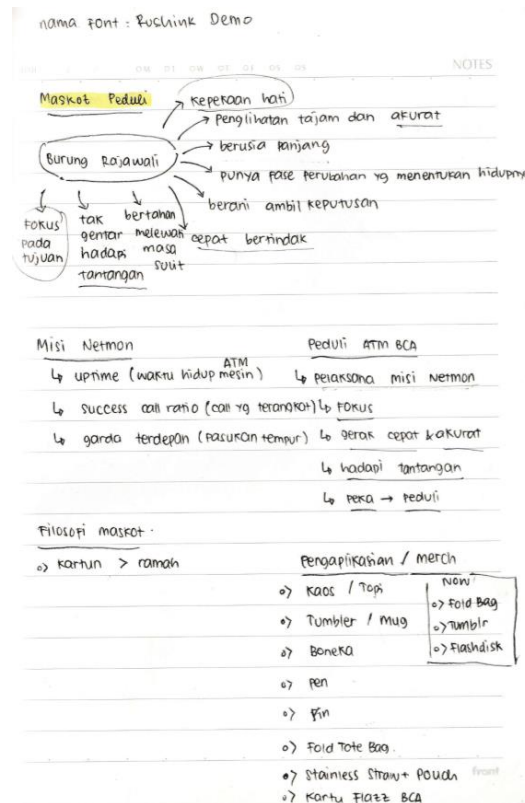 nama font : Rushink Demo
NOTES
Maskot Peduli
Kepekaan hati
Penglihatan tajam dan akurat
berusia panjang
punya fase perubahan yg menentukan hidupny
berani ambil keputusan
cepat bertindak
Burung Rajawali
Fokus
pada
tujuan
tak
gentar
hadapi
tantangan
bertahan
melewati
masa
sulit
Misi Netmon
↳ uptime (waktu hidup mesin)
ATM
↳ success call ratio (call yg terangkat)
↳ garda terdepan (pasukan tempur)
Peduli ATM BCA
↳ pelaksana misi Netmon
↳ FOKUS
↳ gerak cepat & akurat
↳ hadapi tantangan
↳ peka → peduli
Filosofi maskot.
o> kartun > ramah
Pengaplikasian / merch
o> Kaos / Topi
o> Tumbler / Mug
o> Boneka
o> Pen
o> Pin
o> Fold Tote Bag.
o> Stainless Straw + Pouch
o> Kartu Flazz BCA
NOW
o> Fold Bag
o> Tumblr
o> Flashdisk
front